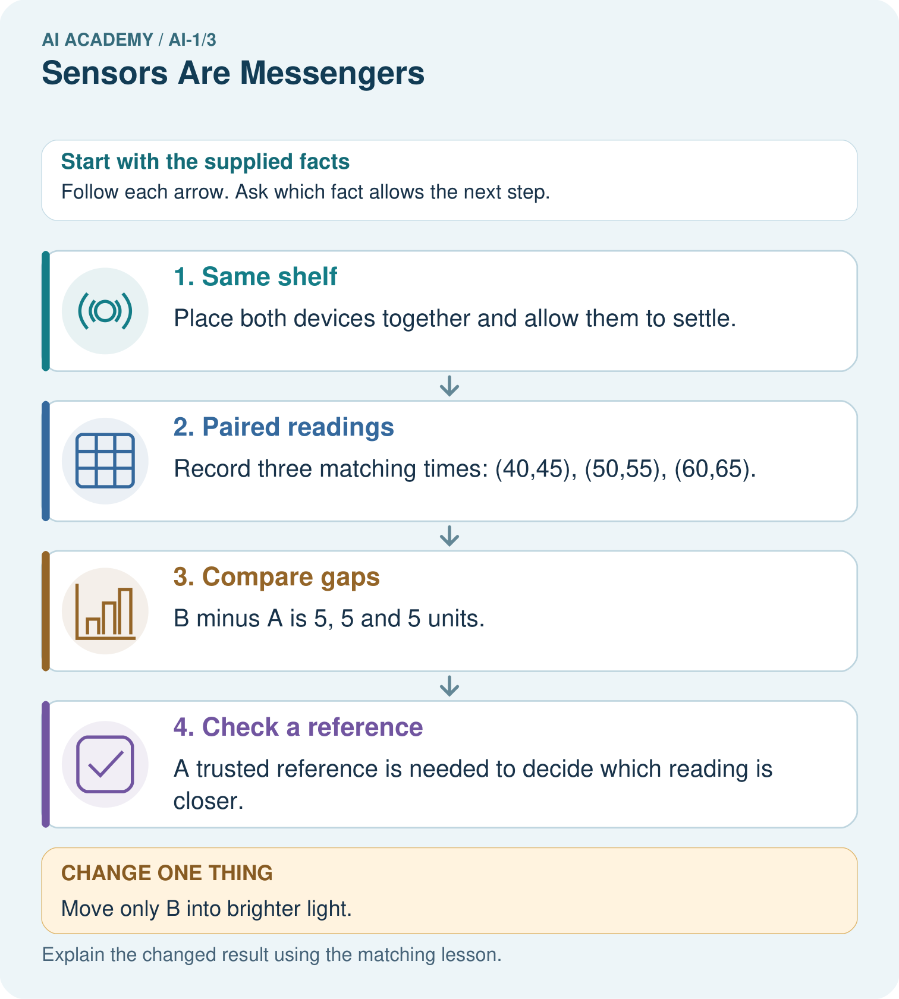 AI ACADEMY / AI-1/3
Sensors Are Messengers
Start with the supplied facts
Follow each arrow. Ask which fact allows the next step.
1. Same shelf
Place both devices together and allow them to settle.
2. Paired readings
Record three matching times: (40,45), (50,55), (60,65).
3. Compare gaps
B minus A is 5, 5 and 5 units.
4. Check a reference
A trusted reference is needed to decide which reading is
closer.
CHANGE ONE THING
Move only B into brighter light.
Explain the changed result using the matching lesson.